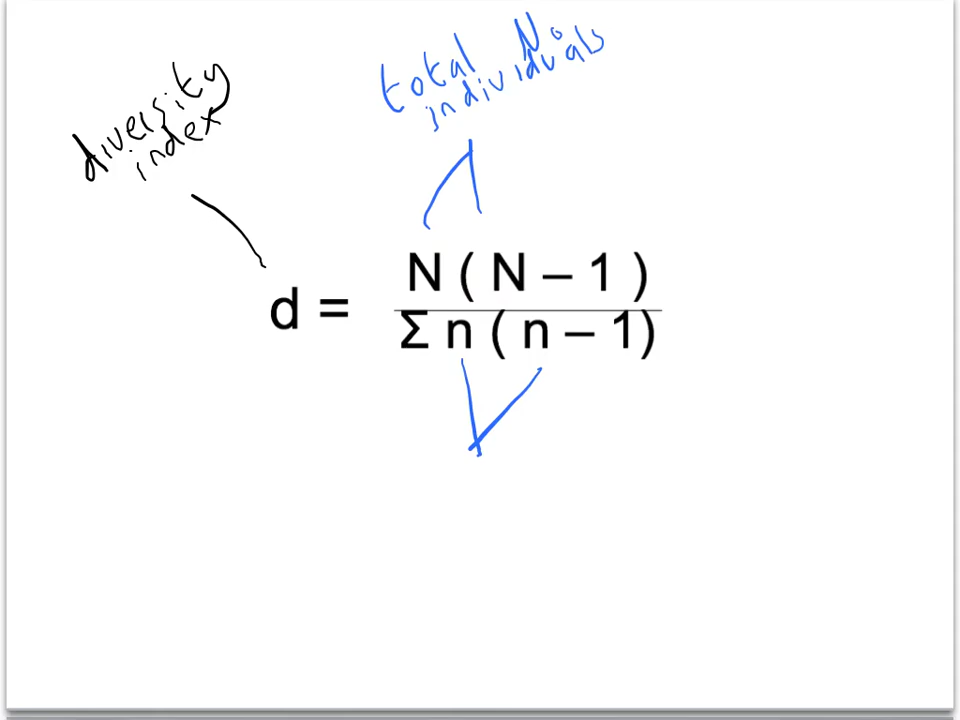 total Nº
individuals
diversity
index
d = N ( N – 1 )
Σ n ( n – 1)